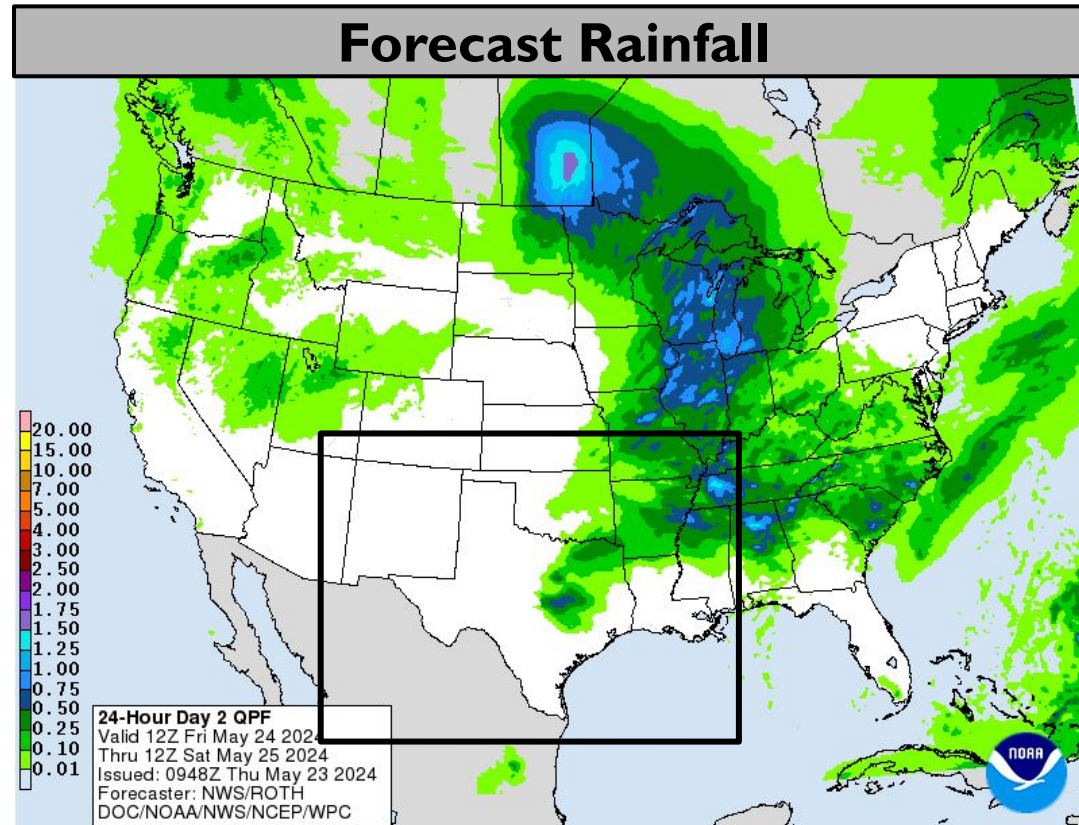 Forecast Rainfall
20.00
15.00
10.00
7.00
5.00
4.00
3.00
2.50
2.00
1.75
1.50
1.25
1.00
0.75
0.50
0.25
0.10
0.01
24-Hour Day 2 QPF
Valid 12Z Fri May 24 2024
Thru 12Z Sat May 25 2024
Issued: 0948Z Thu May 23 2024
Forecaster: NWS/ROTH
DOC/NOAA/NWS/NCEP/WPC
NOAA